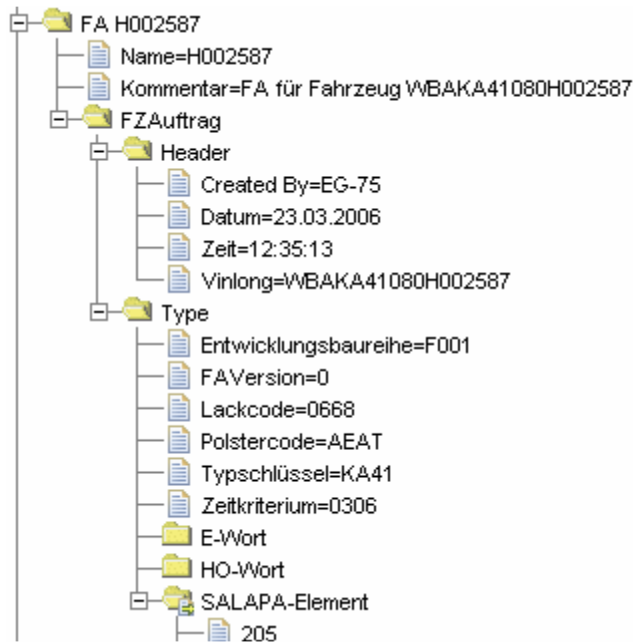 FA H002587
Name=H002587
Kommentar=FA für Fahrzeug WBAKA41080H002587
FZAuftrag
Header
Created By=EG-75
Datum=23.03.2006
Zeit=12:35:13
Vinlong=WBAKA41080H002587
Type
Entwicklungsbaureihe=F001
FAVersion=0
Lackcode=0668
Polstercode=AEAT
Typschlüssel=KA41
Zeitkriterium=0306
E-Wort
HO-Wort
SALAPA-Element
205